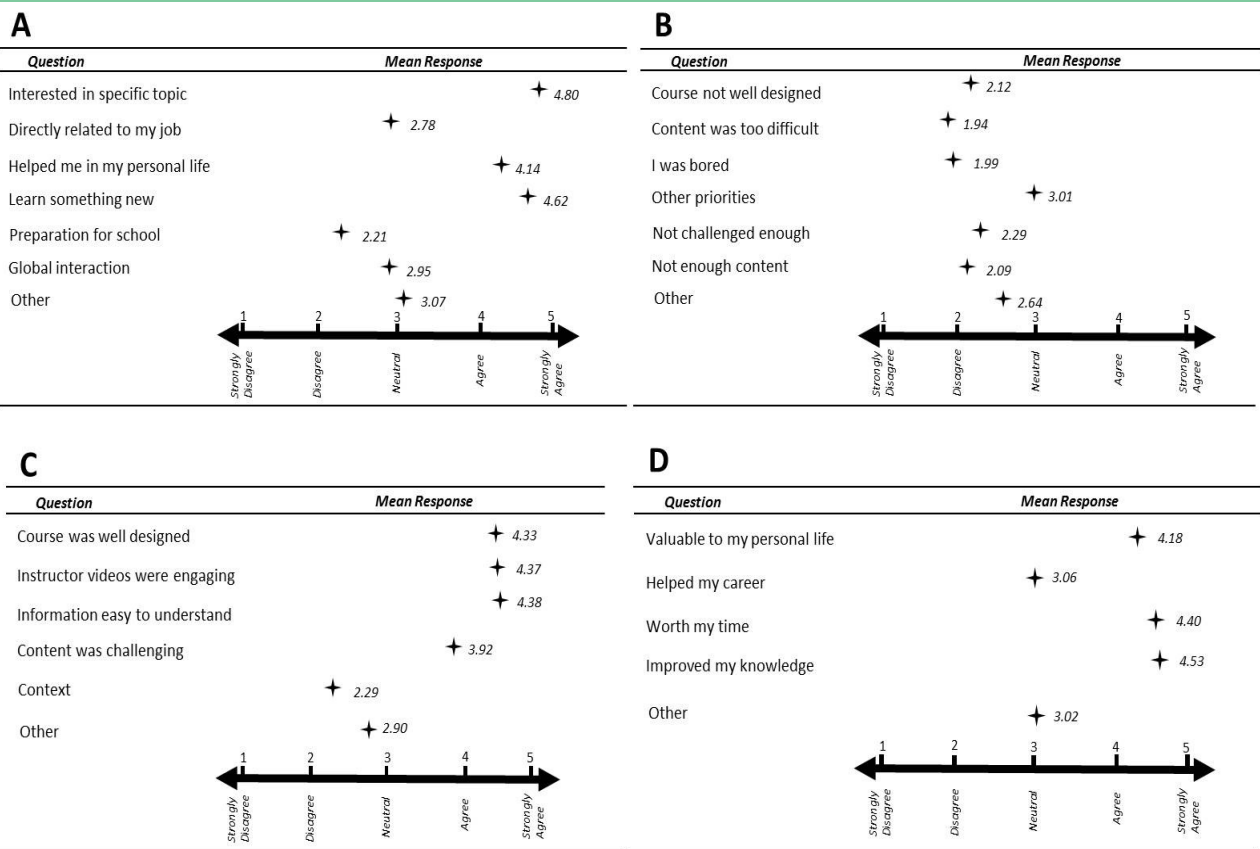 A
Question Mean Response
Interested in specific topic 4.80
Directly related to my job 2.78
Helped me in my personal life 4.14
Learn something new 4.62
Preparation for school 2.21
Global interaction 2.95
Other 3.07
1 2 3 4 5
Strongly Disagree Disagree Neutral Agree Strongly Agree
B
Question Mean Response
Course not well designed 2.12
Content was too difficult 1.94
I was bored 1.99
Other priorities 3.01
Not challenged enough 2.29
Not enough content 2.09
Other 2.64
1 2 3 4 5
Strongly Disagree Disagree Neutral Agree Strongly Agree
C
Question Mean Response
Course was well designed 4.33
Instructor videos were engaging 4.37
Information easy to understand 4.38
Content was challenging 3.92
Context 2.29
Other 2.90
1 2 3 4 5
Strongly Disagree Disagree Neutral Agree Strongly Agree
D
Question Mean Response
Valuable to my personal life 4.18
Helped my career 3.06
Worth my time 4.40
Improved my knowledge 4.53
Other 3.02
1 2 3 4 5
Strongly Disagree Disagree Neutral Agree Strongly Agree